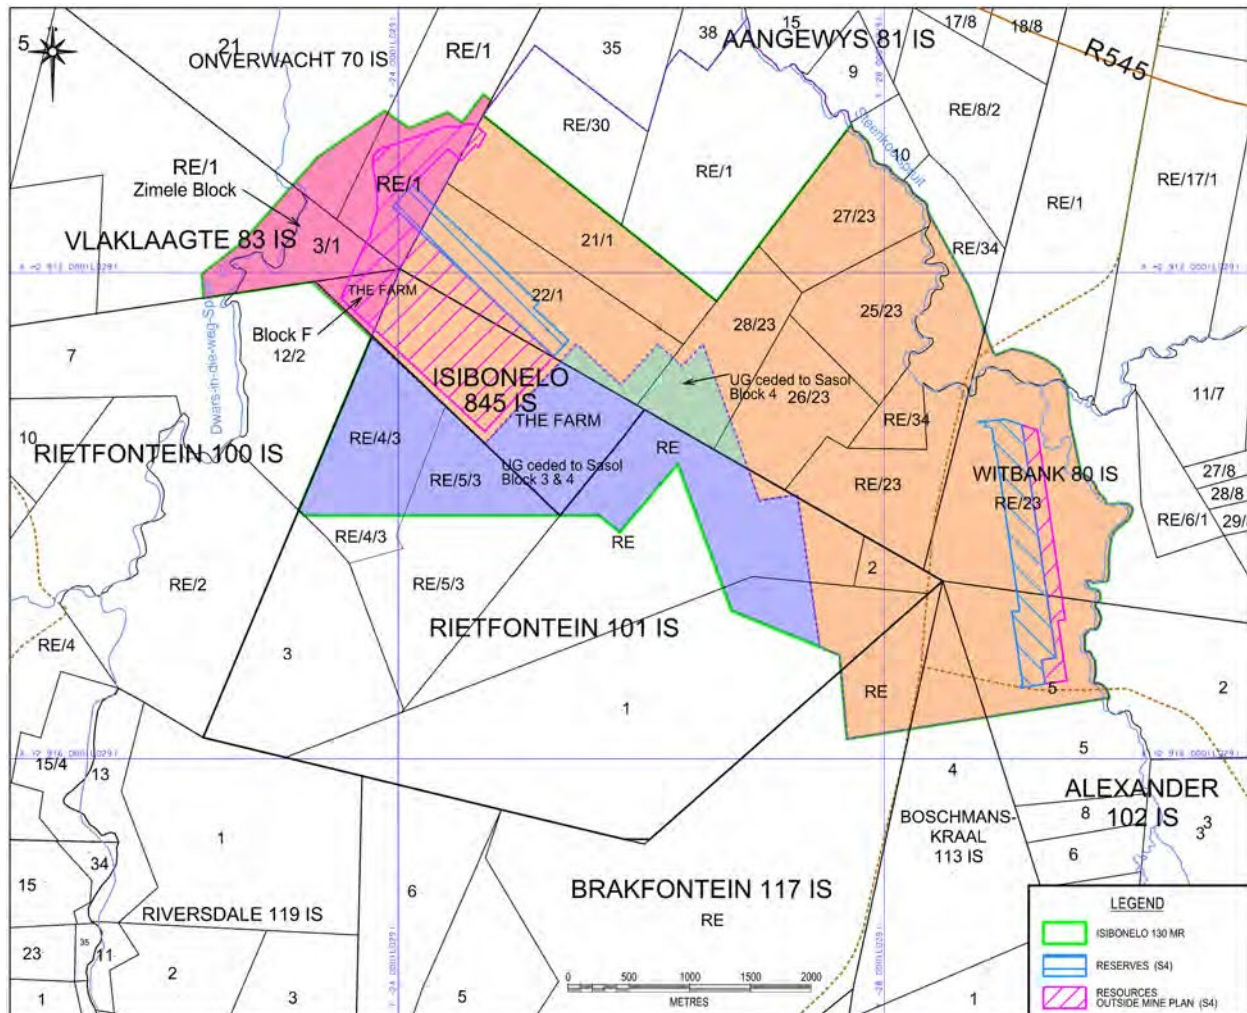 5
21
ONVERWACHT 70 IS
RE/1
35
38
AANGEWYS 81 IS
15
9
17/8
18/8
R545
RE/30
RE/8/2
Steenkoolspruit
10
RE/1
Zimele Block
RE/1
RE/1
RE/1
RE/17/1
VLAKLAAGTE 83 IS
3/1
21/1
27/23
RE/34
THE FARM
22/1
25/23
Block F
12/2
28/23
7
ISIBONELO
845 IS
UG ceded to Sasol
Block 4
26/23
11/7
Dwars-in-die-weg-Sp
THE FARM
RE/34
10
RIETFONTEIN 100 IS
RE/4/3
RE
RE/5/3
UG ceded to Sasol
Block 3 & 4
WITBANK 80 IS
RE/23
RE/23
27/8
28/8
29/
RE/6/1
RE/4/3
RE
RE/2
RE/5/3
2
RE/4
RIETFONTEIN 101 IS
3
1
RE
5
2
15/4
13
5
4
ALEXANDER
102 IS
8
3
3
BOSCHMANS-
KRAAL
113 IS
6
1
34
15
6
BRAKFONTEIN 117 IS
RE
RIVERSDALE 119 IS
23
35
11
2
3
5
1
1
0 500 1000 1500 2000
METRES
LEGEND
ISIBONELO 130 MR
RESERVES (S4)
RESOURCES
OUTSIDE MINE PLAN (S4)